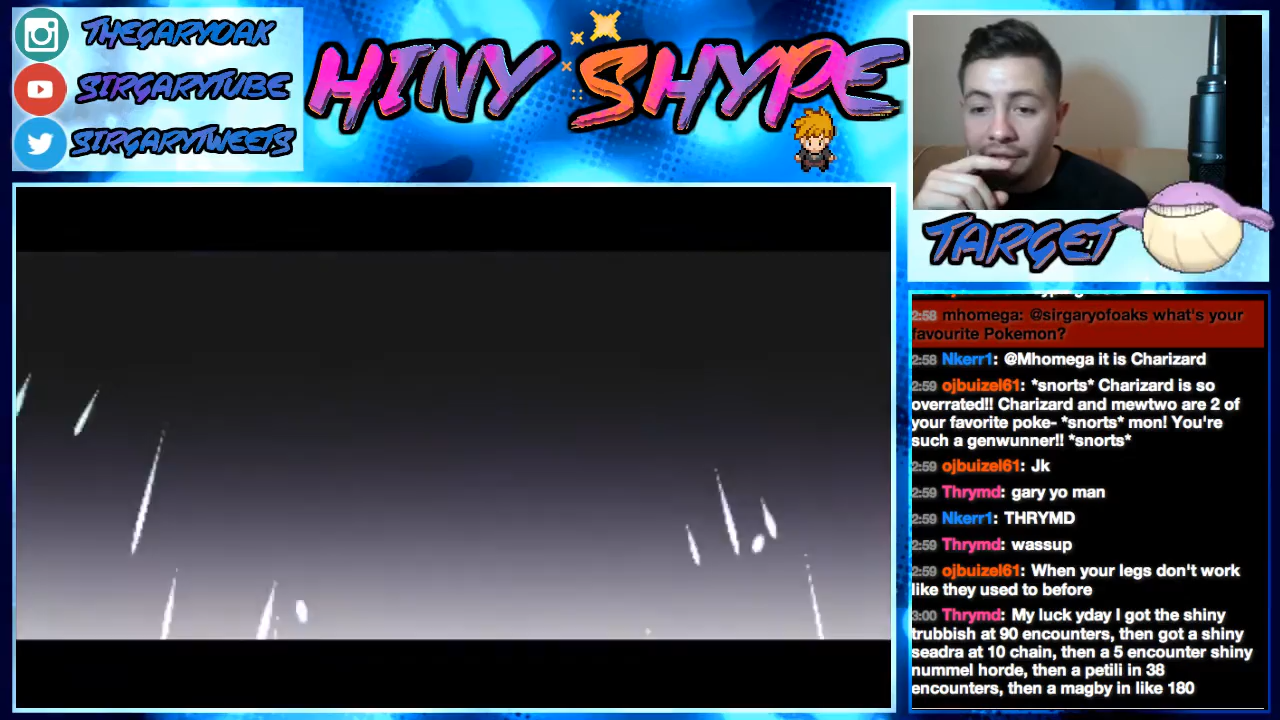 THEGARYOAK
SIRGARYTUBE
SIRGARYTWEETS
HINY SHYPE
TARGET
2:58 mhomega: @sirgaryofoaks what's your
favourite Pokemon?
2:58 Nkerr1: @Mhomega it is Charizard
2:59 ojbuizel61: *snorts* Charizard is so
overrated!! Charizard and mewtwo are 2 of
your favorite poke- *snorts* mon! You're
such a genwunner!! *snorts*
2:59 ojbuizel61: Jk
2:59 Thrymd: gary yo man
2:59 Nkerr1: THRYMD
2:59 Thrymd: wassup
2:59 ojbuizel61: When your legs don't work
like they used to before
3:00 Thrymd: My luck yday I got the shiny
trubbish at 90 encounters, then got a shiny
seadra at 10 chain, then a 5 encounter shiny
nummel horde, then a petili in 38
encounters, then a magby in like 180